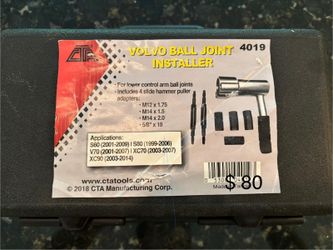 CTA
VOLVO BALL JOINT
INSTALLER
4019
• For lower control arm ball joints
• Includes 4 slide hammer puller
adapters:
- M12 x 1.75
- M14 x 1.5
- M14 x 2.0
- 5/8" x 18
Applications:
S60 (2001-2009) | S80 (1999-2006)
V70 (2001-2007) | XC70 (2003-2007)
XC90 (2003-2014)
www.ctatools.com
© 2018 CTA Manufacturing Corp.
$ 80